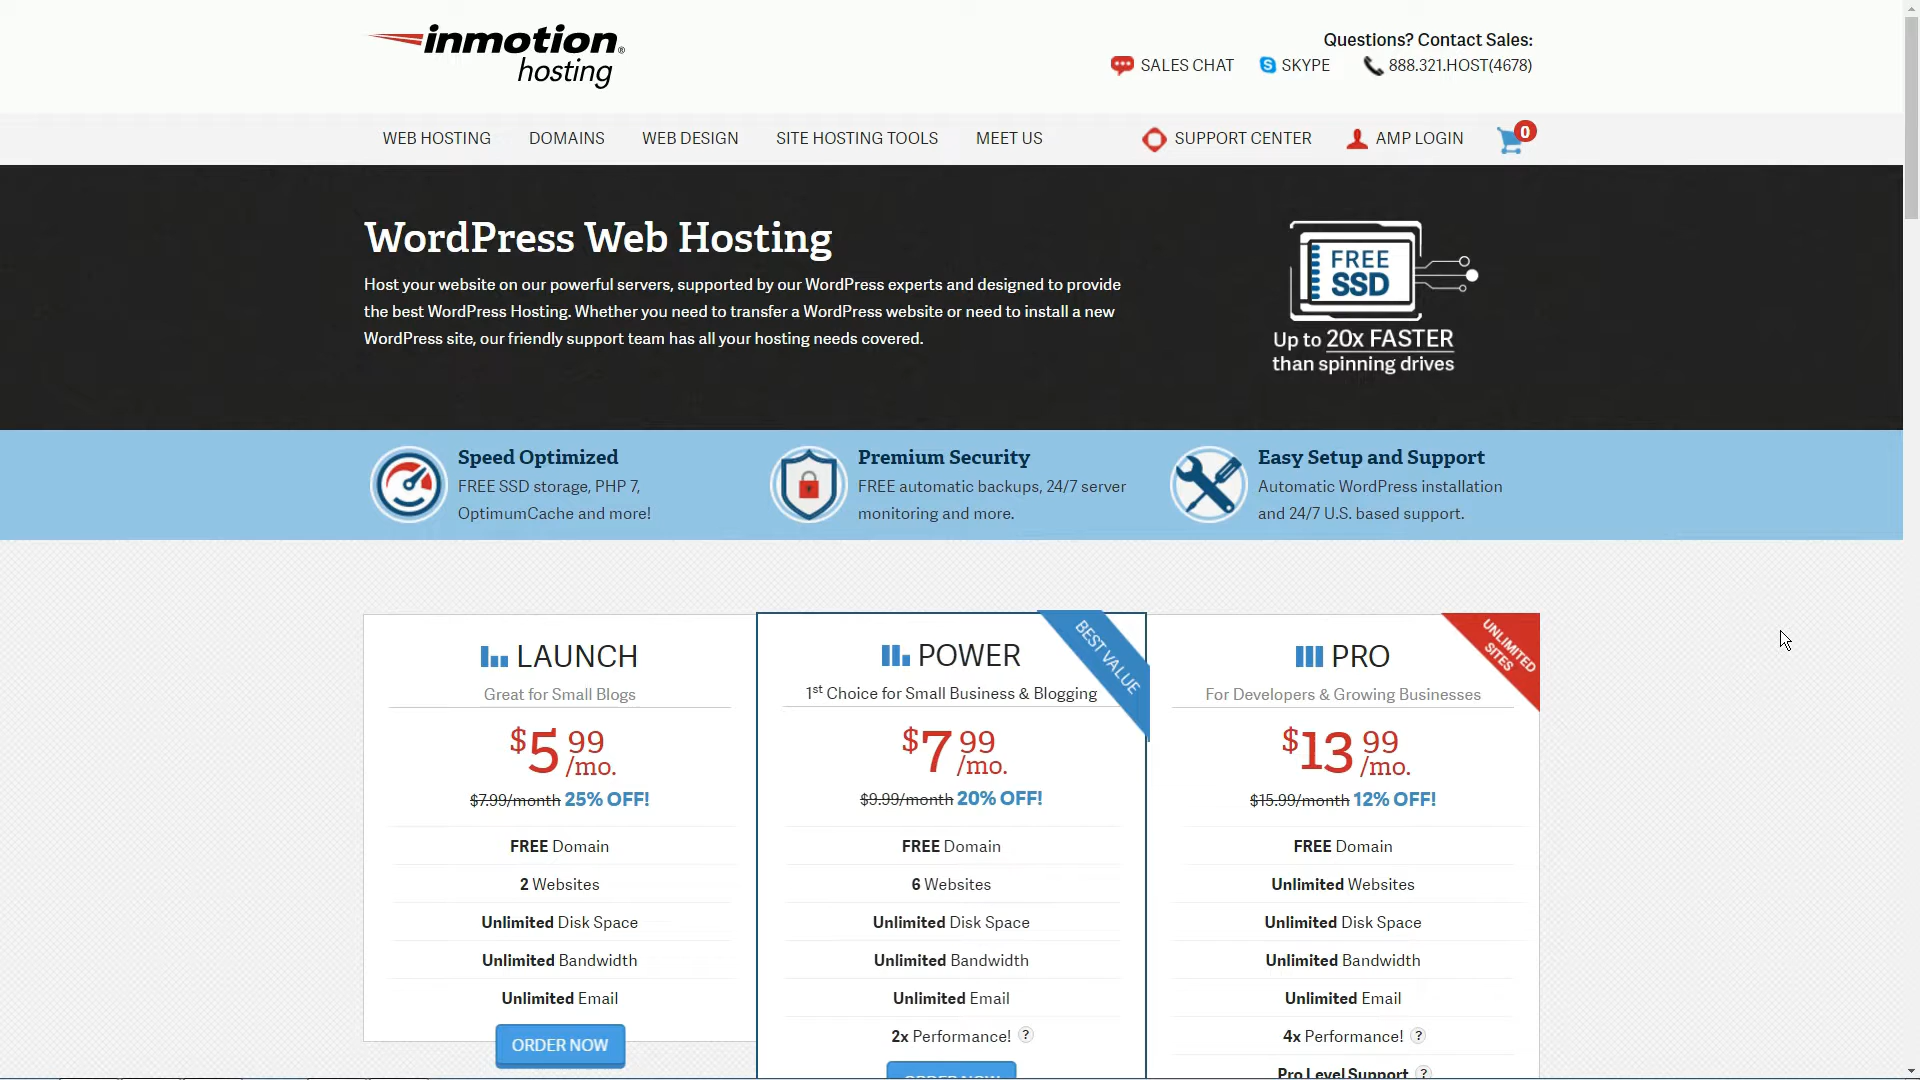 inmotion®
hosting
Questions? Contact Sales:
SALES CHAT SKYPE 888.321.HOST(4678)
WEB HOSTING DOMAINS WEB DESIGN SITE HOSTING TOOLS MEET US SUPPORT CENTER AMP LOGIN 0
WordPress Web Hosting
Host your website on our powerful servers, supported by our WordPress experts and designed to provide
the best WordPress Hosting. Whether you need to transfer a WordPress website or need to install a new
WordPress site, our friendly support team has all your hosting needs covered.
FREE
SSD
Up to 20x FASTER
than spinning drives
Speed Optimized
FREE SSD storage, PHP 7,
OptimumCache and more!
Premium Security
FREE automatic backups, 24/7 server
monitoring and more.
Easy Setup and Support
Automatic WordPress installation
and 24/7 U.S. based support.
LAUNCH
Great for Small Blogs
$5 99 /mo.
$7.99/month 25% OFF!
FREE Domain
2 Websites
Unlimited Disk Space
Unlimited Bandwidth
Unlimited Email
ORDER NOW
BEST VALUE
POWER
1st Choice for Small Business & Blogging
$7 99 /mo.
$9.99/month 20% OFF!
FREE Domain
6 Websites
Unlimited Disk Space
Unlimited Bandwidth
Unlimited Email
2x Performance! ?
ORDER NOW
UNLIMITED
SITES
PRO
For Developers & Growing Businesses
$13 99 /mo.
$15.99/month 12% OFF!
FREE Domain
Unlimited Websites
Unlimited Disk Space
Unlimited Bandwidth
Unlimited Email
4x Performance! ?
Pro Level Support ?